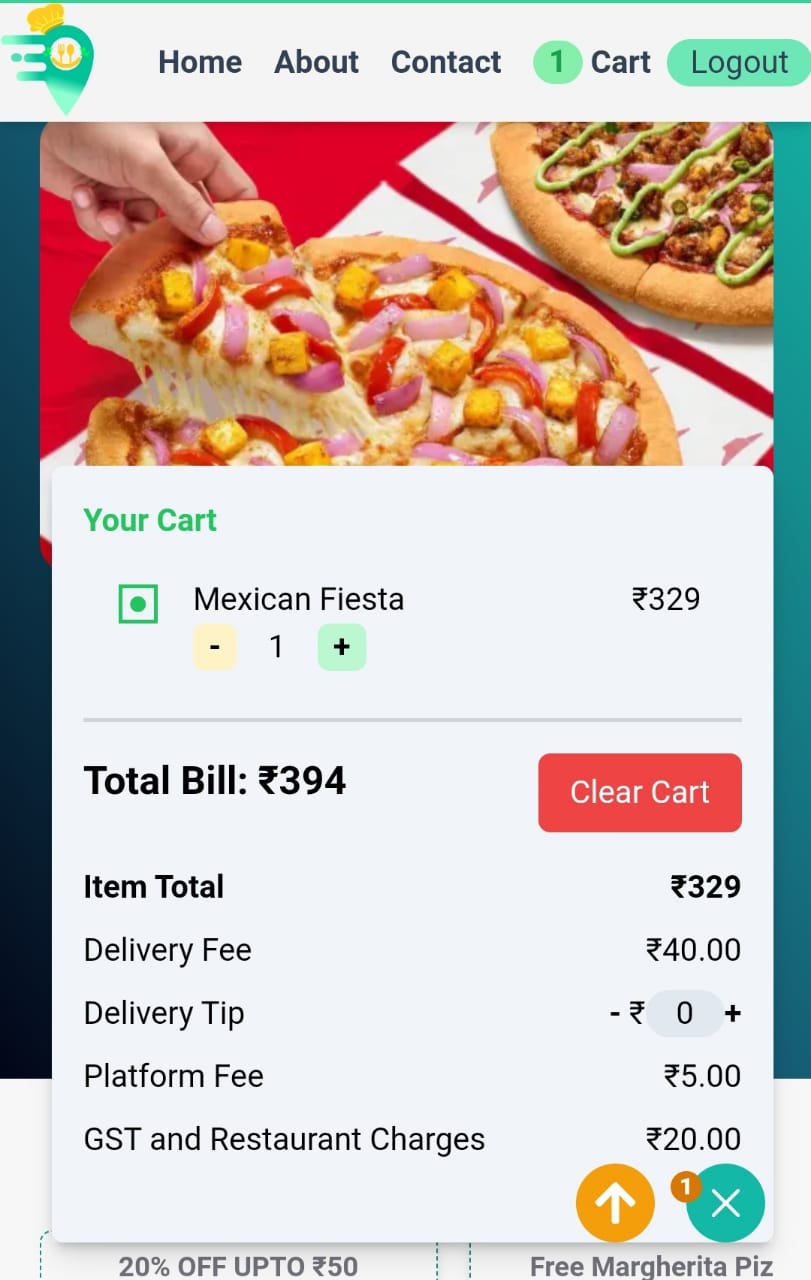 Home About Contact 1 Cart Logout
Your Cart
Mexican Fiesta ₹329
- 1 +
Total Bill: ₹394 Clear Cart
Item Total ₹329
Delivery Fee ₹40.00
Delivery Tip - ₹ 0 +
Platform Fee ₹5.00
GST and Restaurant Charges ₹20.00
1
20% OFF UPTO ₹50 Free Margherita Piz